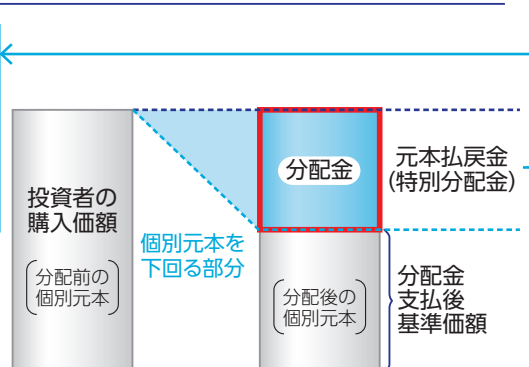 投資者の
購入価額
分配前の
個別元本
個別元本を
下回る部分
分配金
分配後の
個別元本
元本払戻金
(特別分配金)
分配金
支払後
基準価額